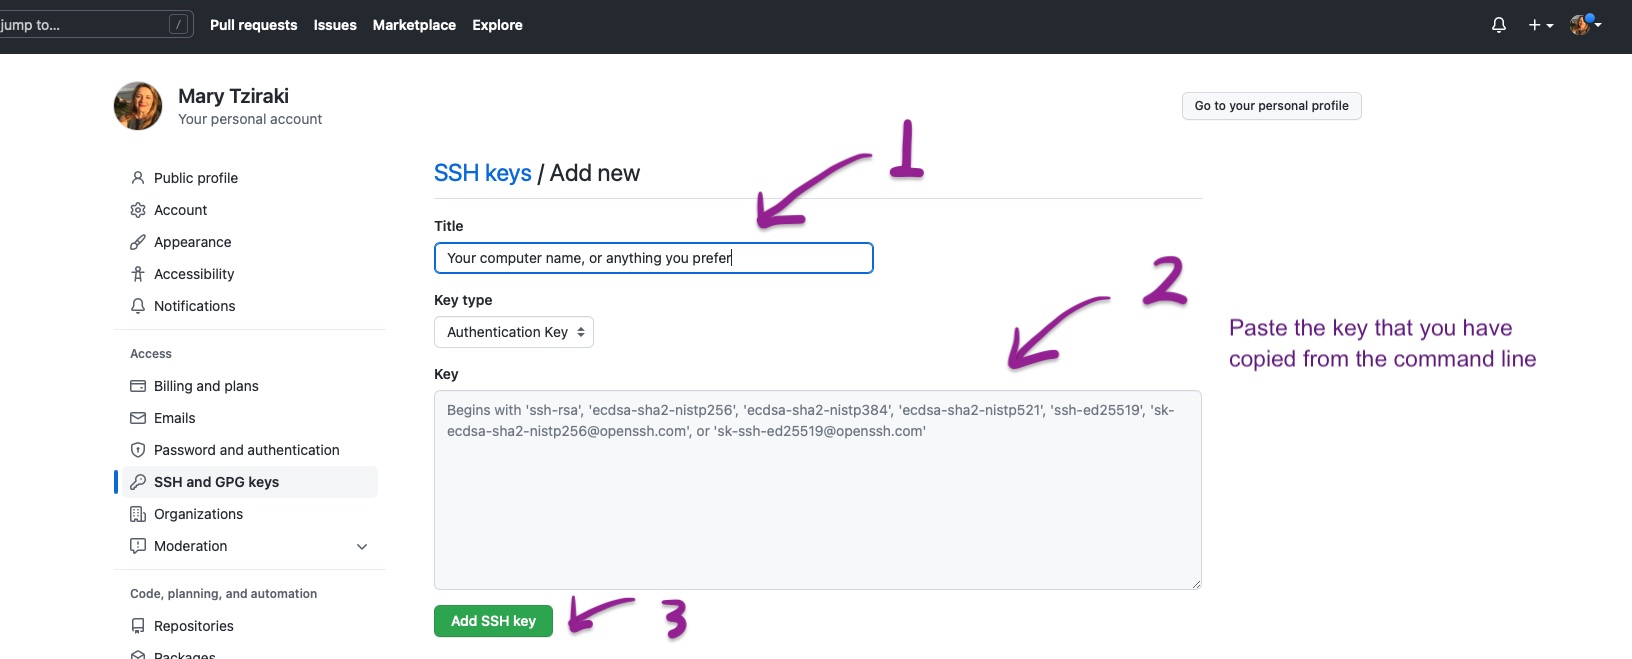 jump to...
/
Pull requests
Issues
Marketplace
Explore
Mary Tziraki
Your personal account
Go to your personal profile
Public profile
Account
Appearance
Accessibility
Notifications
Access
Billing and plans
Emails
Password and authentication
SSH and GPG keys
Organizations
Moderation
Code, planning, and automation
Repositories
Packages
SSH keys / Add new
1
Title
Your computer name, or anything you prefer
Key type
Authentication Key
2
Paste the key that you have
copied from the command line
Key
Begins with 'ssh-rsa', 'ecdsa-sha2-nistp256', 'ecdsa-sha2-nistp384', 'ecdsa-sha2-nistp521', 'ssh-ed25519', 'sk-
ecdsa-sha2-nistp256@openssh.com', or 'sk-ssh-ed25519@openssh.com'
Add SSH key
3